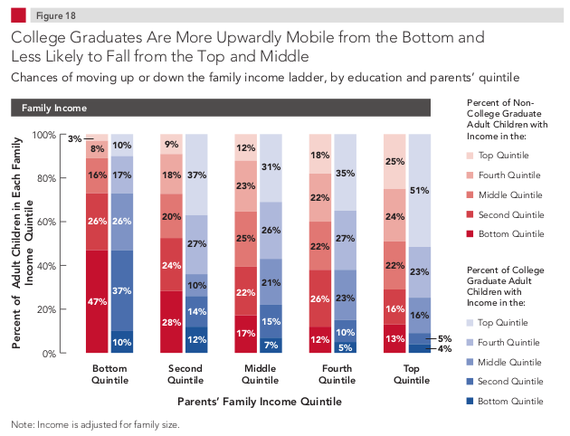 Figure 18
College Graduates Are More Upwardly Mobile from the Bottom and
Less Likely to Fall from the Top and Middle
Chances of moving up or down the family income ladder, by education and parents' quintile
Family Income
Percent of Adult Children in Each Family
Income Quintile
100%
80%
60%
40%
20%
0%
3%
8%
16%
26%
47%
10%
17%
26%
37%
10%
9%
18%
20%
24%
28%
37%
27%
10%
14%
12%
12%
23%
25%
22%
17%
31%
26%
21%
15%
7%
18%
22%
22%
26%
12%
35%
27%
23%
10%
5%
25%
24%
22%
16%
13%
51%
23%
16%
5%
4%
Bottom
Quintile
Second
Quintile
Middle
Quintile
Fourth
Quintile
Top
Quintile
Parents' Family Income Quintile
Percent of Non-
College Graduate
Adult Children with
Income in the:
Top Quintile
Fourth Quintile
Middle Quintile
Second Quintile
Bottom Quintile
Percent of College
Graduate Adult
Children with
Income in the:
Top Quintile
Fourth Quintile
Middle Quintile
Second Quintile
Bottom Quintile
Note: Income is adjusted for family size.